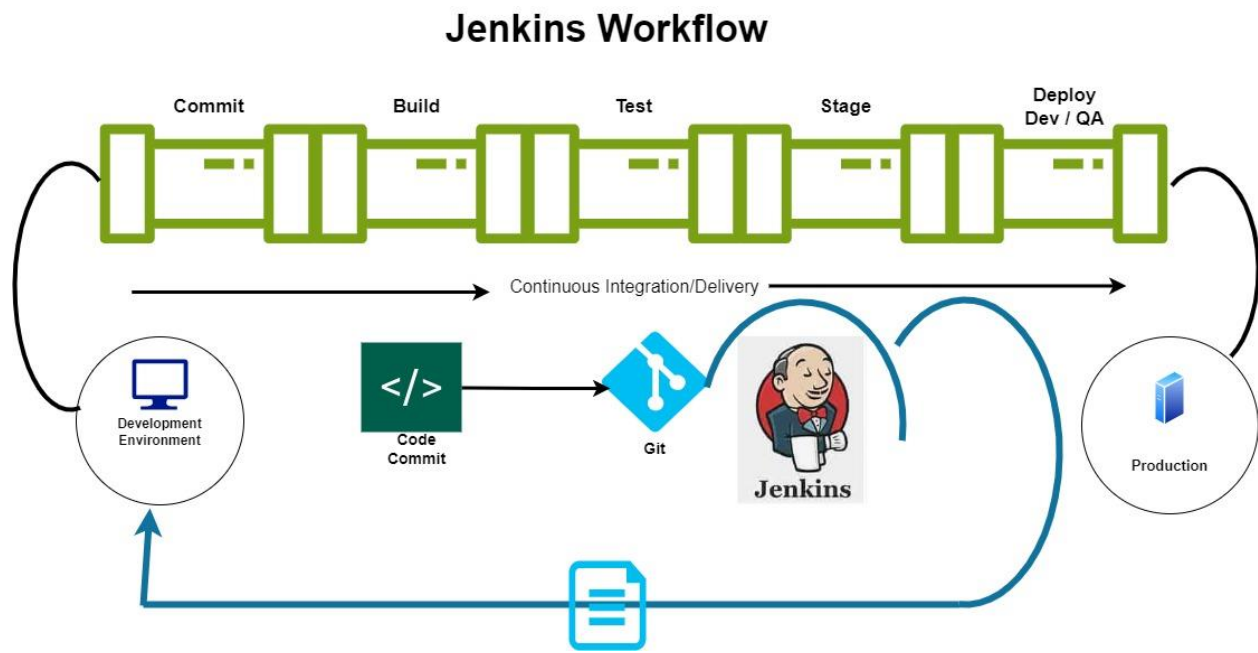 Jenkins Workflow
Commit
Build
Test
Stage
Deploy
Dev / QA
Continuous Integration/Delivery
Development
Environment
</>
Code
Commit
Git
Jenkins
Production